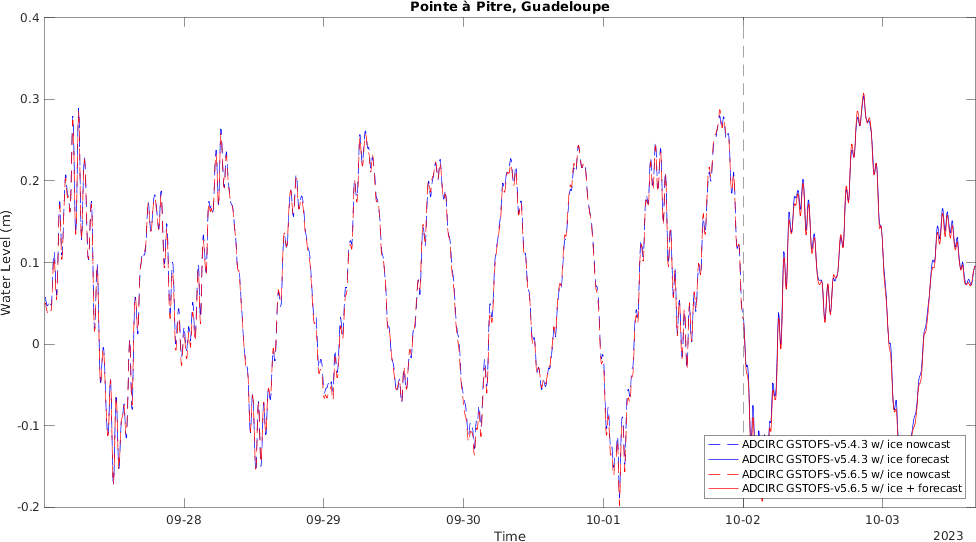 Pointe à Pitre, Guadeloupe
0.4
0.3
0.2
0.1
0
-0.1
-0.2
Water Level (m)
ADCIRC GSTOFS-v5.4.3 w/ ice nowcast
ADCIRC GSTOFS-v5.4.3 w/ ice forecast
ADCIRC GSTOFS-v5.6.5 w/ ice nowcast
ADCIRC GSTOFS-v5.6.5 w/ ice + forecast
09-28 09-29 09-30 10-01 10-02 10-03
Time
2023